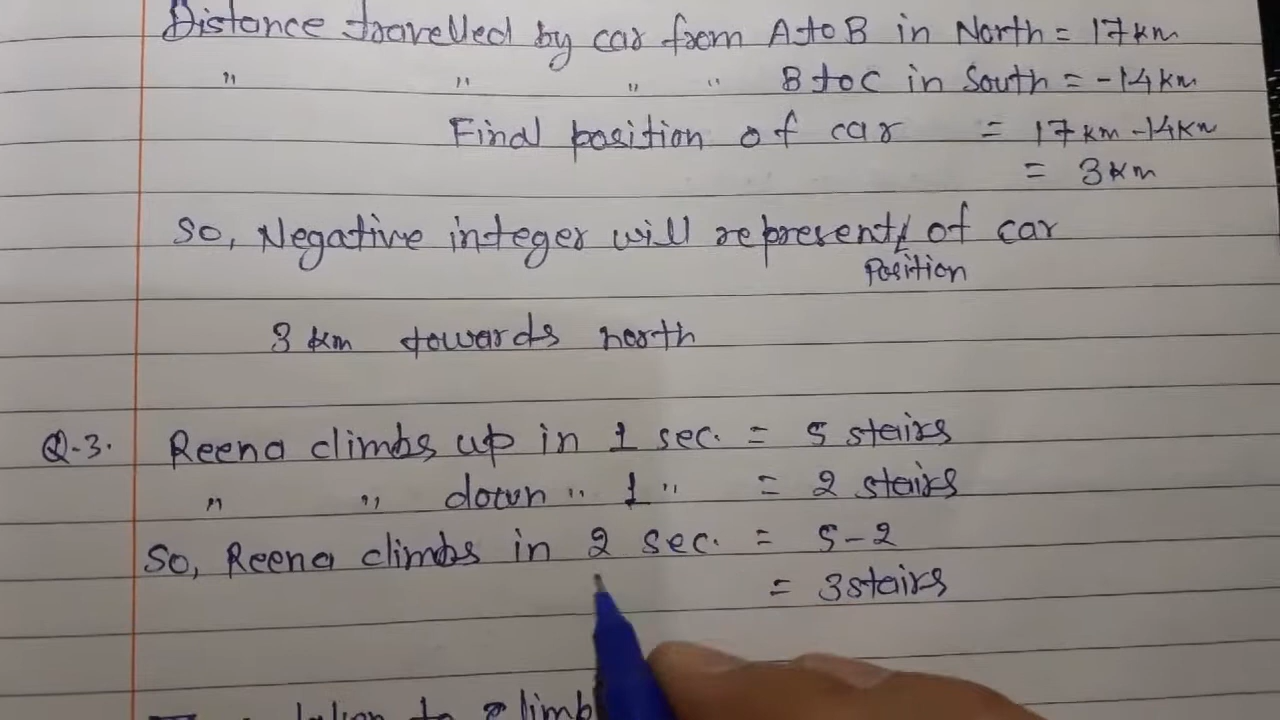 Distance travelled by car from A to B in North = 17 km
" " " " B to C in South = -14 km
Final position of car = 17 km - 14 km
= 3 km
So, Negative integer will represent of car
Position
3 km towards north
Q-3. Reena climbs up in 1 sec. = 5 stairs
" " down " 1 " = 2 stairs
So, Reena climbs in 2 sec. = 5-2
= 3 stairs
to climb